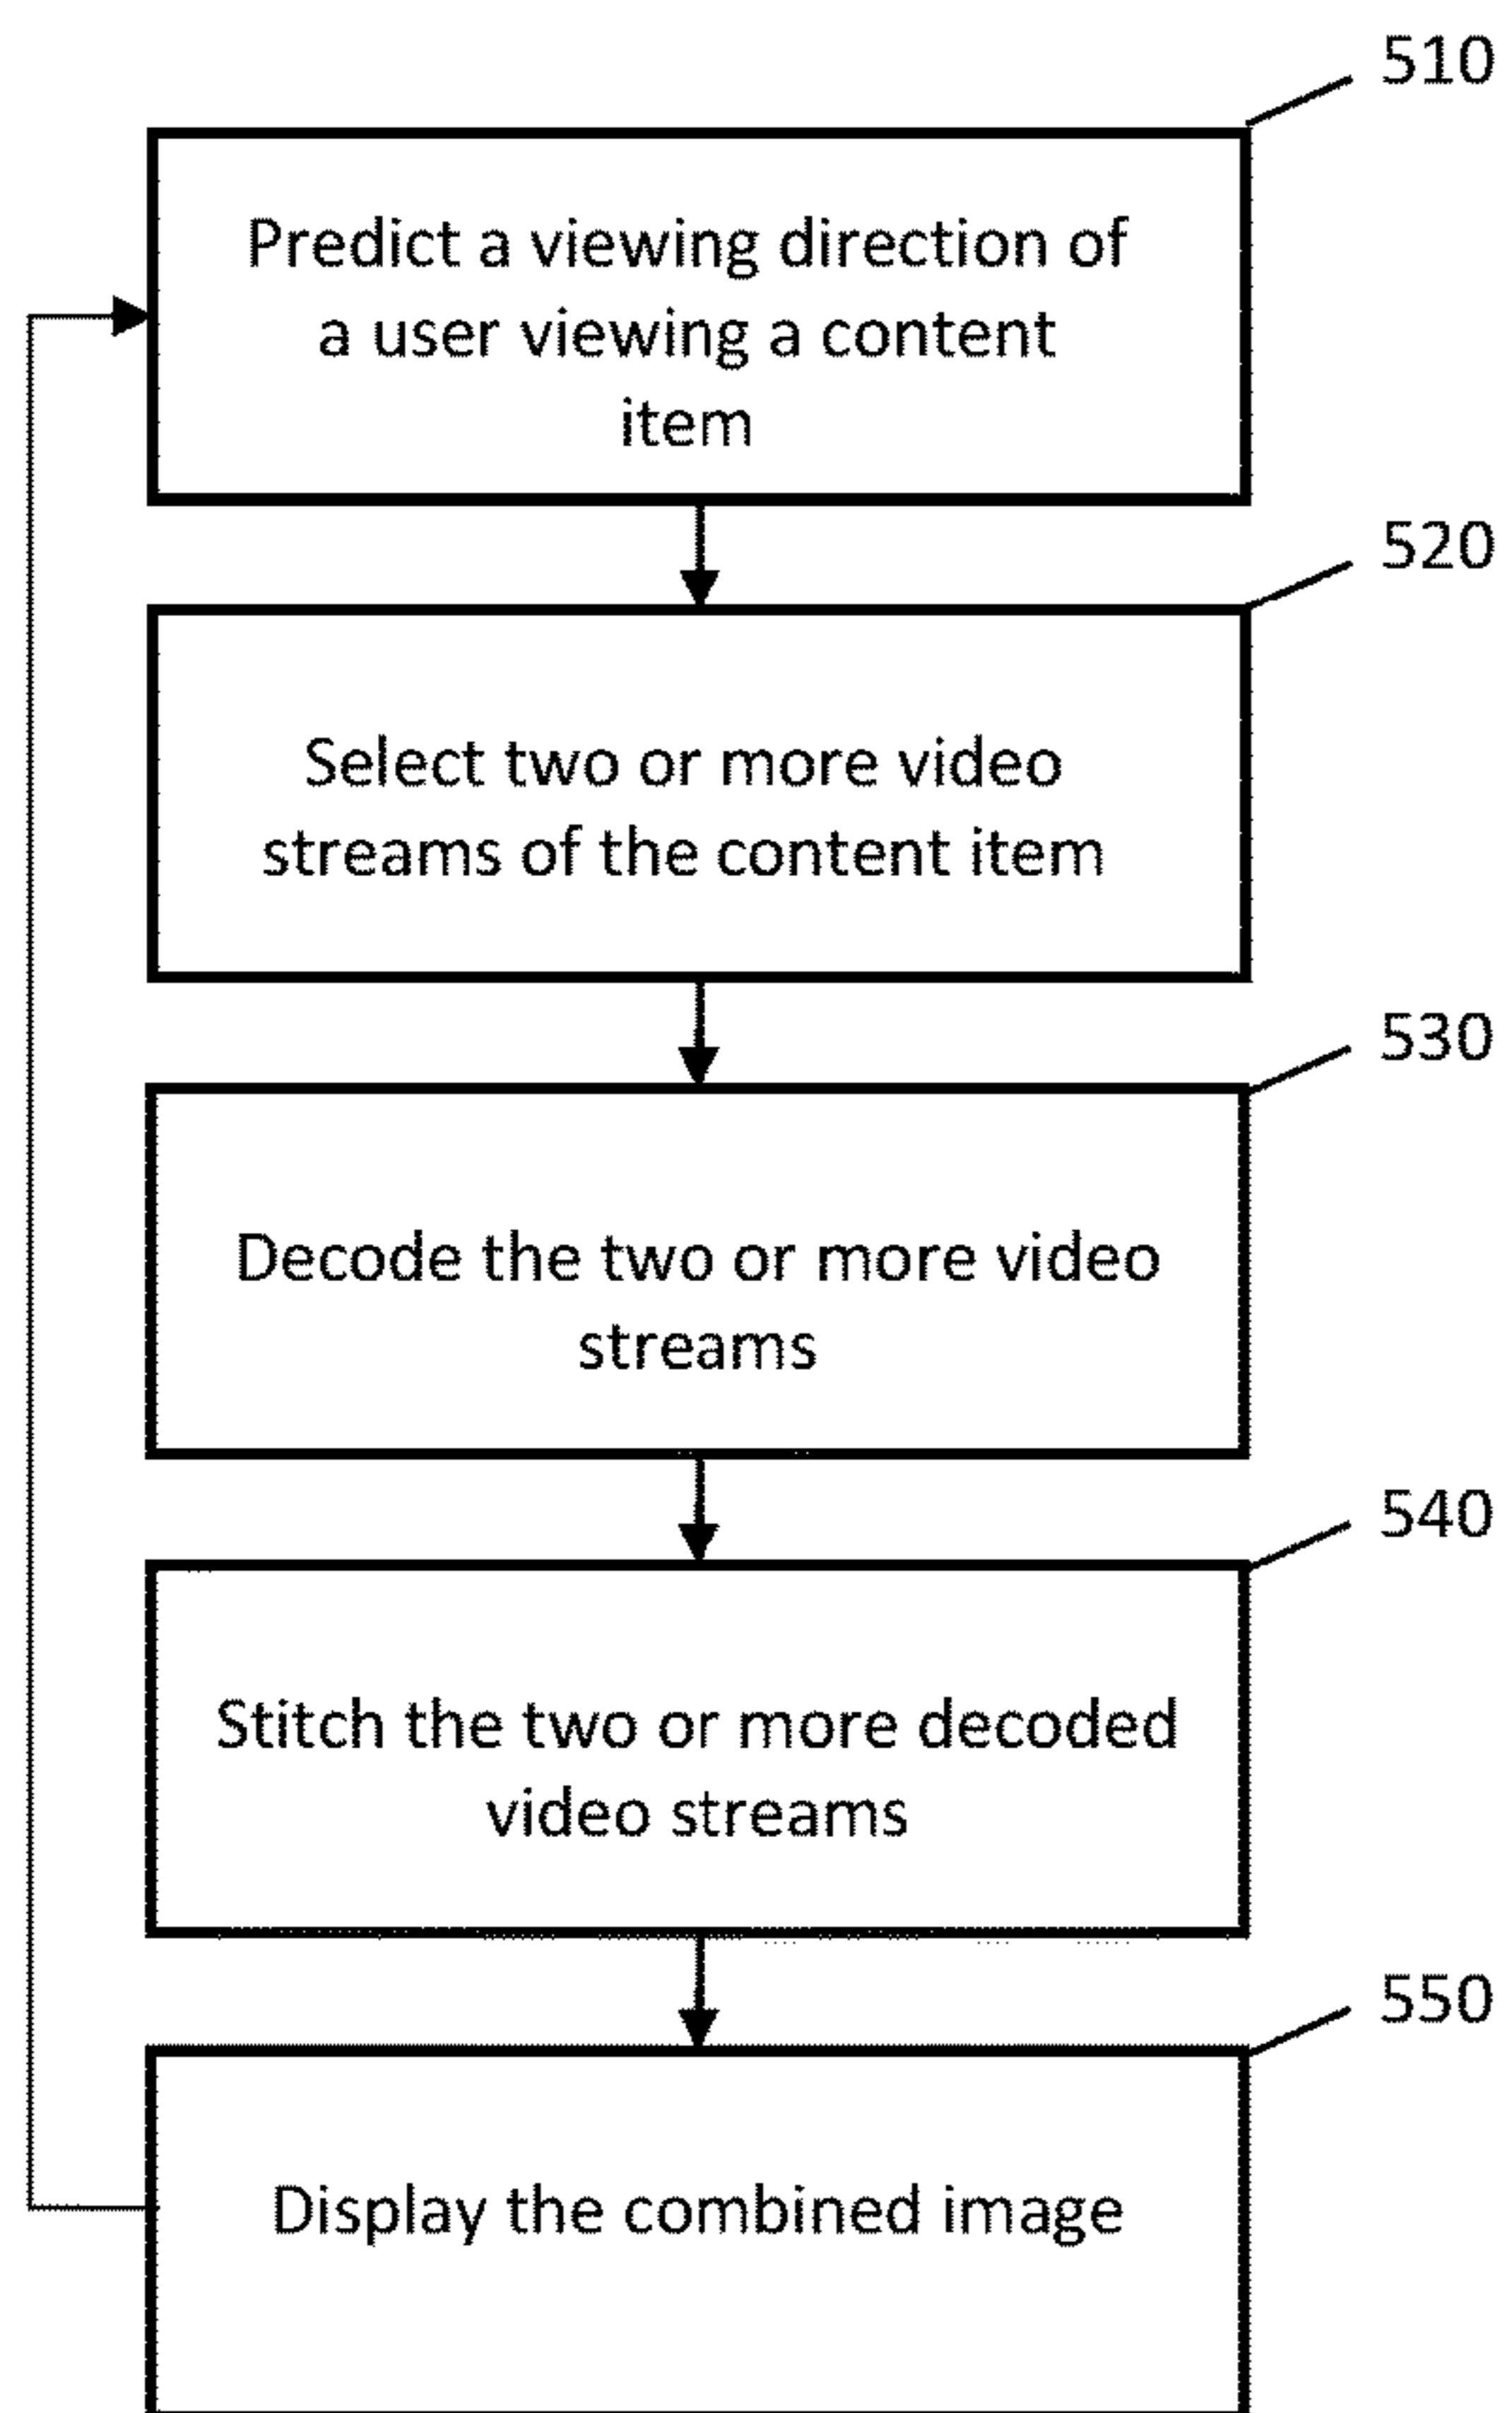 510
Predict a viewing direction of
a user viewing a content
item
520
Select two or more video
streams of the content item
530
Decode the two or more video
streams
540
Stitch the two or more decoded
video streams
550
Display the combined image